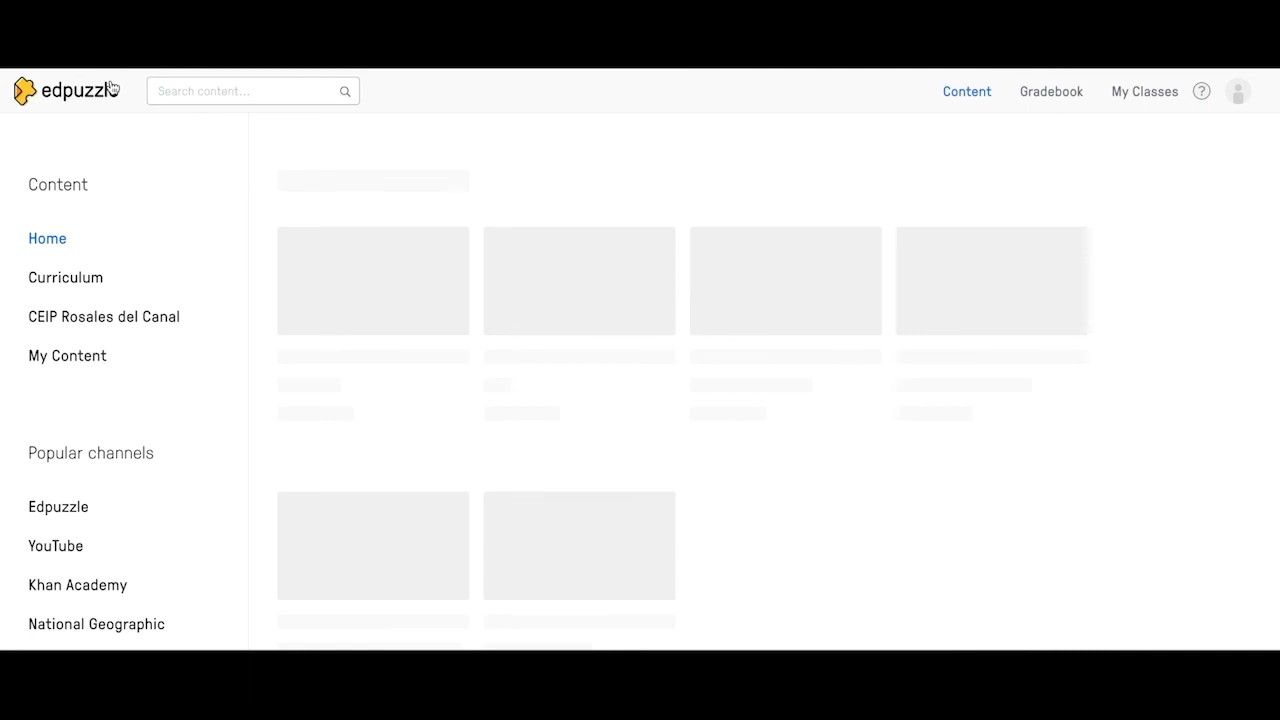 edpuzzle
Search content...
Content
Gradebook
My Classes
?
Content
Home
Curriculum
CEIP Rosales del Canal
My Content
Popular channels
Edpuzzle
YouTube
Khan Academy
National Geographic